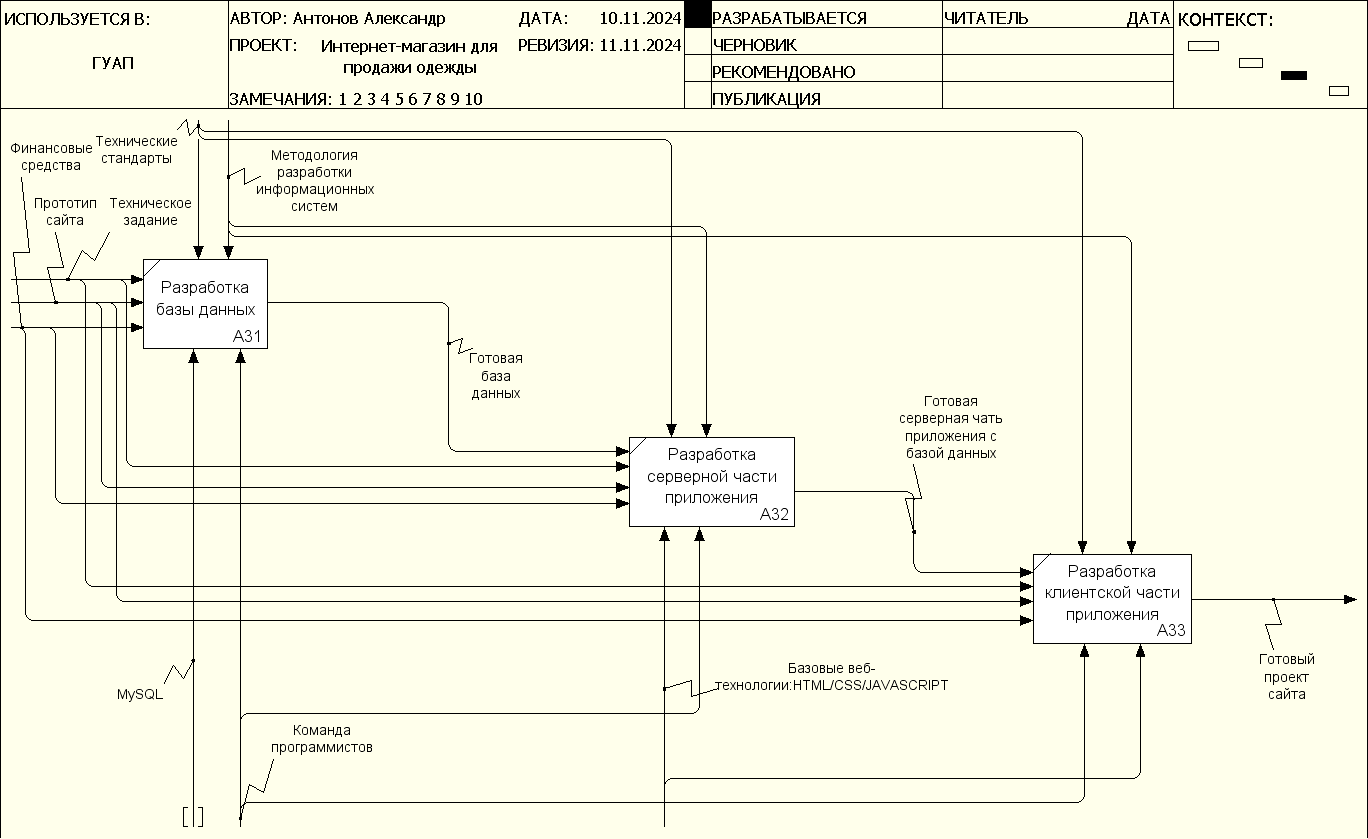 ИСПОЛЬЗУЕТСЯ В:
ГУАП
АВТОР: Антонов Александр
ДАТА: 10.11.2024
ПРОЕКТ: Интернет-магазин для
продажи одежды
РЕВИЗИЯ: 11.11.2024
ЗАМЕЧАНИЯ: 1 2 3 4 5 6 7 8 9 10
РАЗРАБАТЫВАЕТСЯ
ЧЕРНОВИК
РЕКОМЕНДОВАНО
ПУБЛИКАЦИЯ
ЧИТАТЕЛЬ ДАТА
КОНТЕКСТ:
Финансовые
средства
Технические
стандарты
Методология
разработки
информационных
систем
Прототип
сайта
Техническое
задание
Разработка
базы данных
A31
Готовая
база
данных
Готовая
серверная чать
приложения с
базой данных
Разработка
серверной части
приложения
A32
Разработка
клиентской части
приложения
A33
Готовый
проект
сайта
MySQL
Базовые веб-
технологии:HTML/CSS/JAVASCRIPT
Команда
программистов